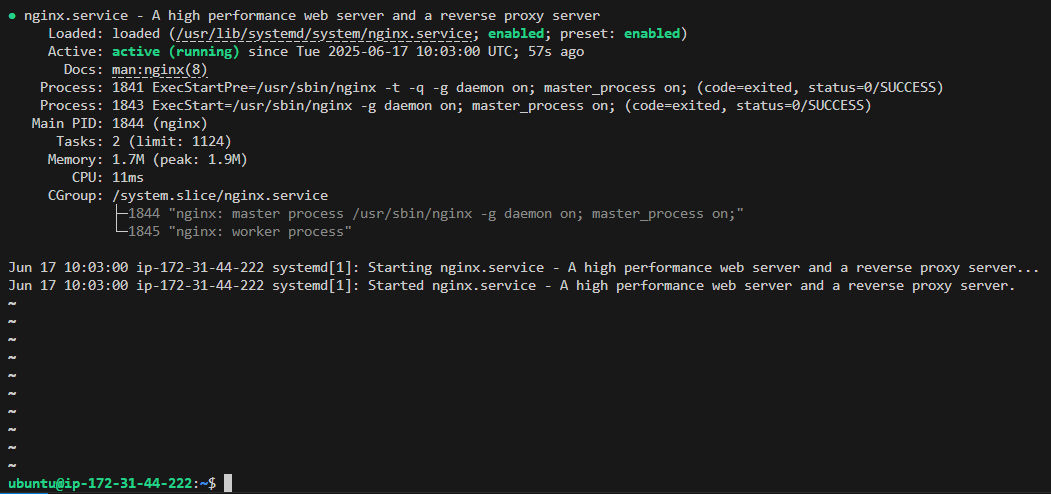 ● nginx.service - A high performance web server and a reverse proxy server
     Loaded: loaded (/usr/lib/systemd/system/nginx.service; enabled; preset: enabled)
     Active: active (running) since Tue 2025-06-17 10:03:00 UTC; 57s ago
       Docs: man:nginx(8)
    Process: 1841 ExecStartPre=/usr/sbin/nginx -t -q -g daemon on; master_process on; (code=exited, status=0/SUCCESS)
    Process: 1843 ExecStart=/usr/sbin/nginx -g daemon on; master_process on; (code=exited, status=0/SUCCESS)
   Main PID: 1844 (nginx)
      Tasks: 2 (limit: 1124)
     Memory: 1.7M (peak: 1.9M)
        CPU: 11ms
     CGroup: /system.slice/nginx.service
             ├─1844 "nginx: master process /usr/sbin/nginx -g daemon on; master_process on;"
             └─1845 "nginx: worker process"

Jun 17 10:03:00 ip-172-31-44-222 systemd[1]: Starting nginx.service - A high performance web server and a reverse proxy server...
Jun 17 10:03:00 ip-172-31-44-222 systemd[1]: Started nginx.service - A high performance web server and a reverse proxy server.
~
~
~
~
~
~
~
~
~
~
ubuntu@ip-172-31-44-222:~$